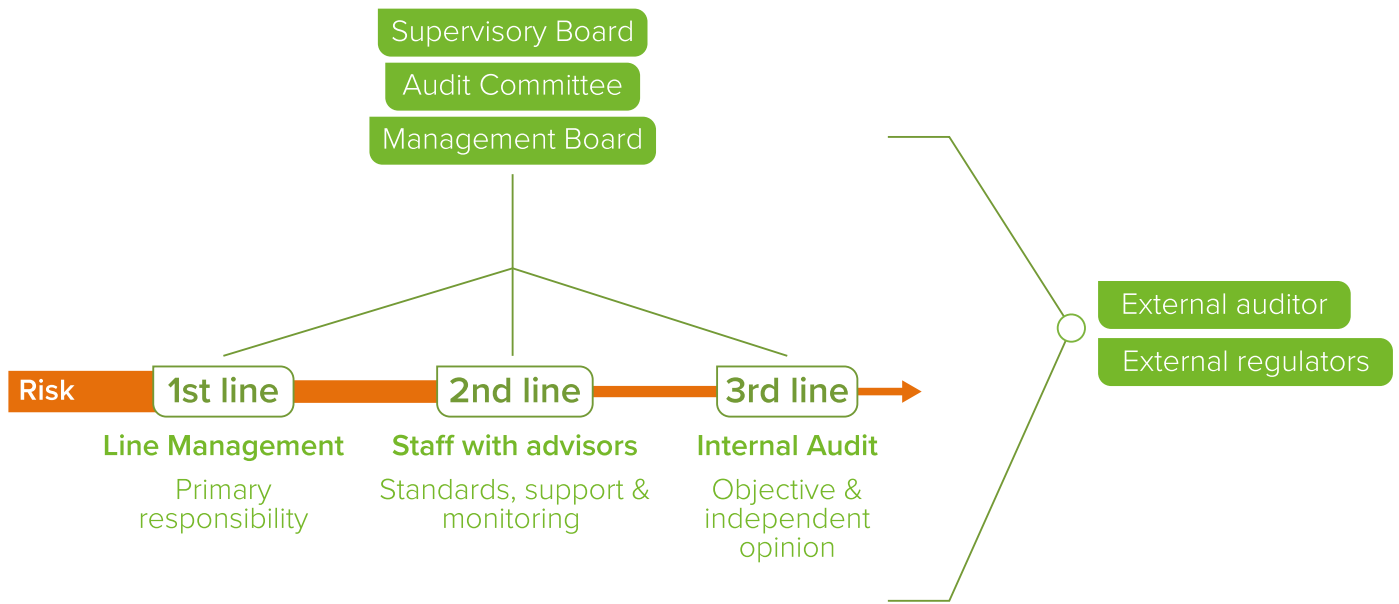 Supervisory Board
Audit Committee
Management Board
External auditor
External regulators
Risk
1st line
2nd line
3rd line
Line Management
Primary
responsibility
Staff with advisors
Standards, support &
monitoring
Internal Audit
Objective &
independent
opinion